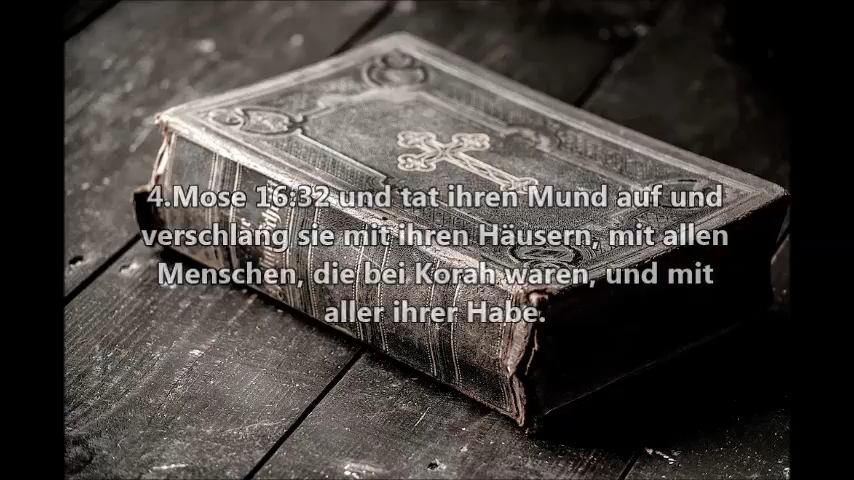 4.Mose 16:32 und tat ihren Mund auf und
verschlang sie mit ihren Häusern, mit allen
Menschen, die bei Korah waren, und mit
aller ihrer Habe.